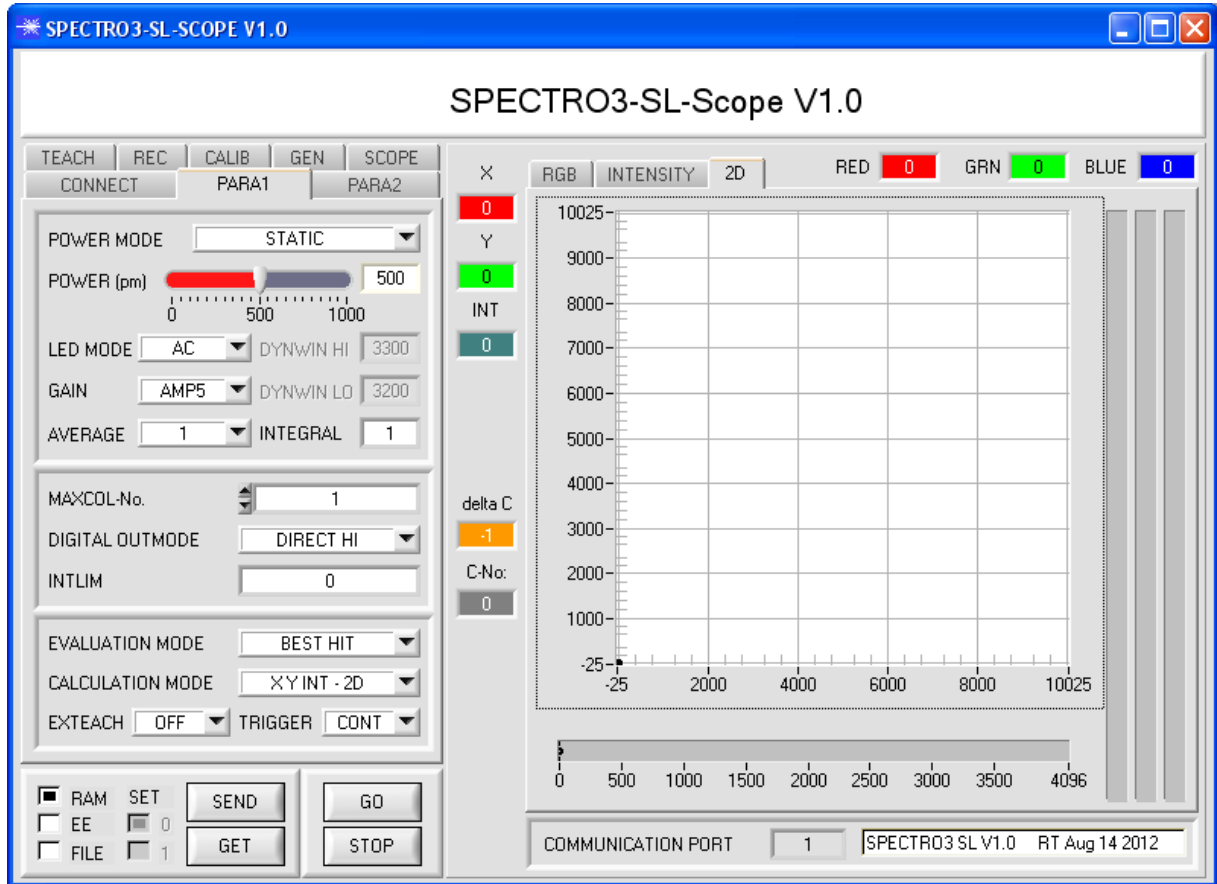 SPECTRO3-SL-SCOPE V1.0
SPECTRO3-SL-Scope V1.0
TEACH REC CALIB GEN SCOPE
CONNECT PARA1 PARA2
POWER MODE STATIC
POWER (pm) 500
0 500 1000
LED MODE AC DYNWIN HI 3300
GAIN AMP5 DYNWIN LO 3200
AVERAGE 1 INTEGRAL 1
MAXCOL-No. 1
DIGITAL OUTMODE DIRECT HI
INTLIM 0
EVALUATION MODE BEST HIT
CALCULATION MODE X Y INT - 2D
EXTEACH OFF TRIGGER CONT
RAM SET SEND GO
EE 0
FILE 1 GET STOP
X
0
Y
0
INT
0
delta C
-1
C-No:
0
RGB INTENSITY 2D RED 0 GRN 0 BLUE 0
10025
9000
8000
7000
6000
5000
4000
3000
2000
1000
-25
-25 2000 4000 6000 8000 10025
0 500 1000 1500 2000 2500 3000 3500 4096
COMMUNICATION PORT 1 SPECTRO3 SL V1.0 RT Aug 14 2012